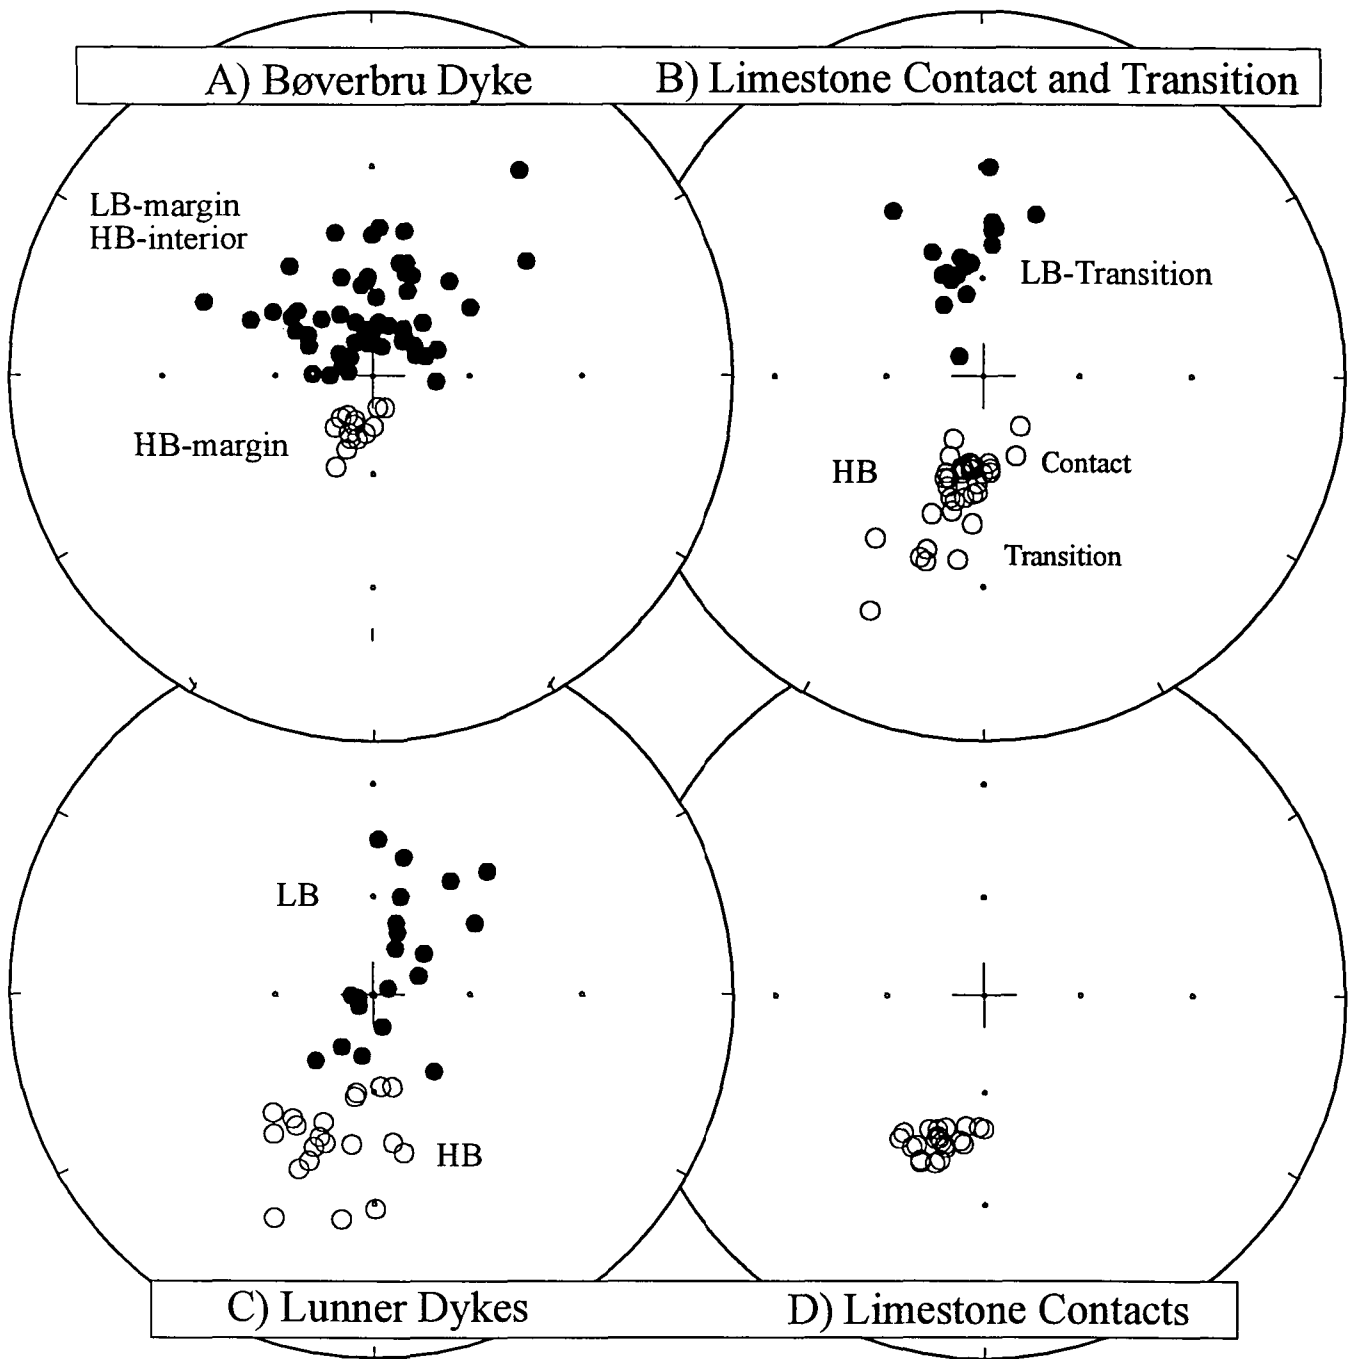 A) Bøverbru Dyke
B) Limestone Contact and Transition
LB-margin
HB-interior
HB-margin
LB-Transition
HB
Contact
Transition
LB
HB
C) Lunner Dykes
D) Limestone Contacts